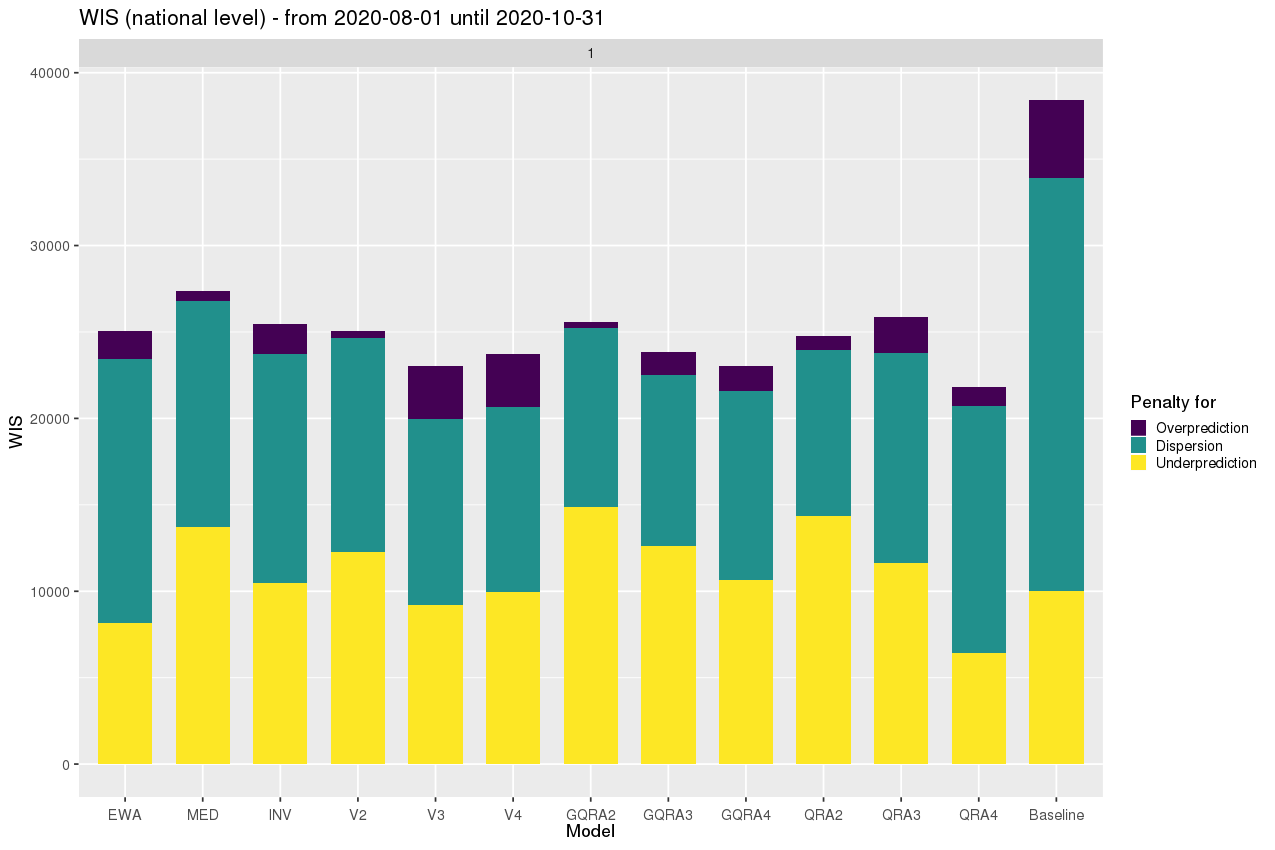 WIS (national level) - from 2020-08-01 until 2020-10-31
1
40000
30000
20000
10000
0
WIS
EWA MED INV V2 V3 V4 GQRA2 GQRA3 GQRA4 QRA2 QRA3 QRA4 Baseline
Model
Penalty for
Overprediction
Dispersion
Underprediction